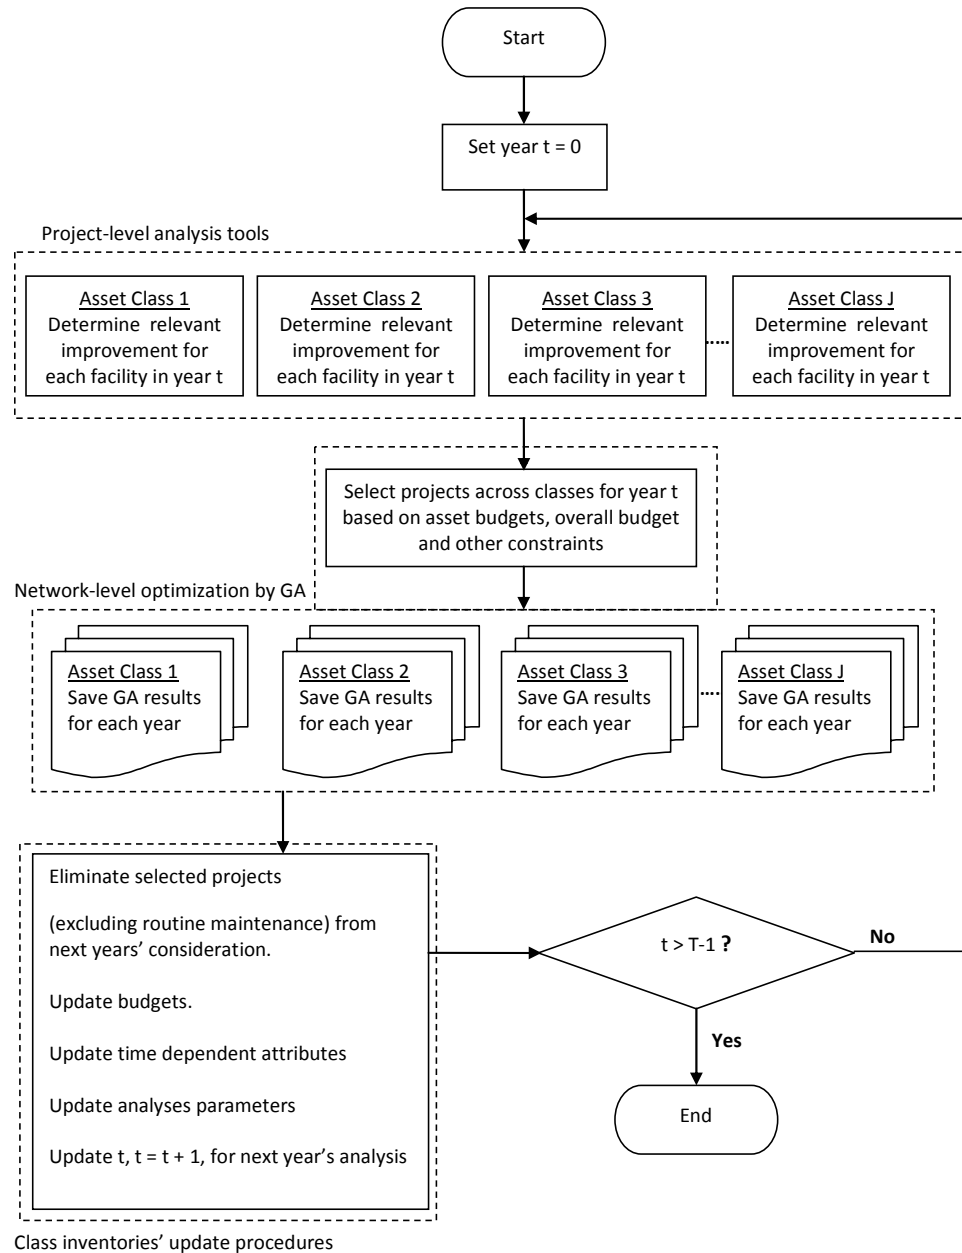 Start
Set year t = 0
Project-level analysis tools
Asset Class 1
Determine relevant
improvement for
each facility in year t
Asset Class 2
Determine relevant
improvement for
each facility in year t
Asset Class 3
Determine relevant
improvement for
each facility in year t
.....
Asset Class J
Determine relevant
improvement for
each facility in year t
Select projects across classes for year t
based on asset budgets, overall budget
and other constraints
Network-level optimization by GA
Asset Class 1
Save GA results
for each year
Asset Class 2
Save GA results
for each year
Asset Class 3
Save GA results
for each year
....
Asset Class J
Save GA results
for each year
Eliminate selected projects
(excluding routine maintenance) from
next years’ consideration.
Update budgets.
Update time dependent attributes
Update analyses parameters
Update t, t = t + 1, for next year’s analysis
t > T-1 ?
No
Yes
End
Class inventories’ update procedures